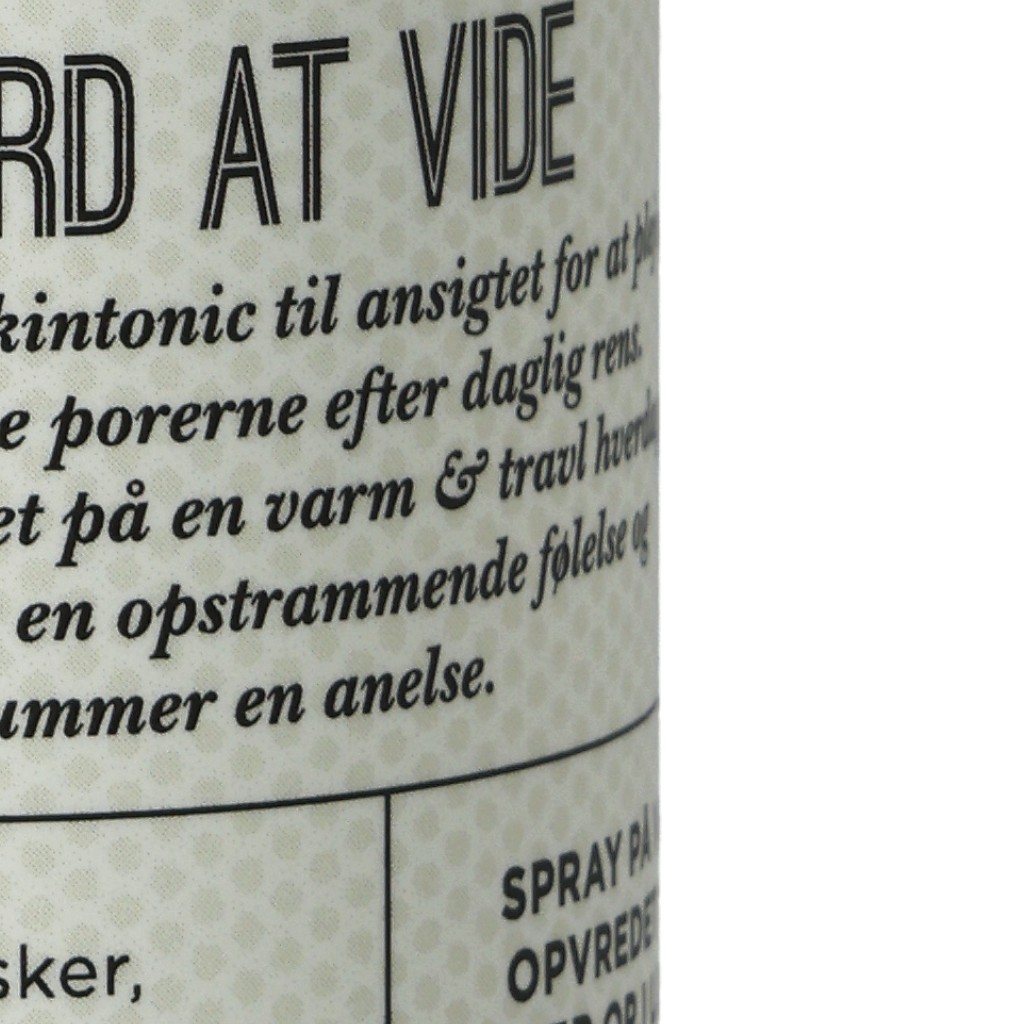 RD AT VIDE
kintonic til ansigtet for at
e porerne efter daglig rens.
et på en varm & travl
en opstrammende følelse og
ummer en anelse.
sker,
SPRAY PÅ
OPVREDET